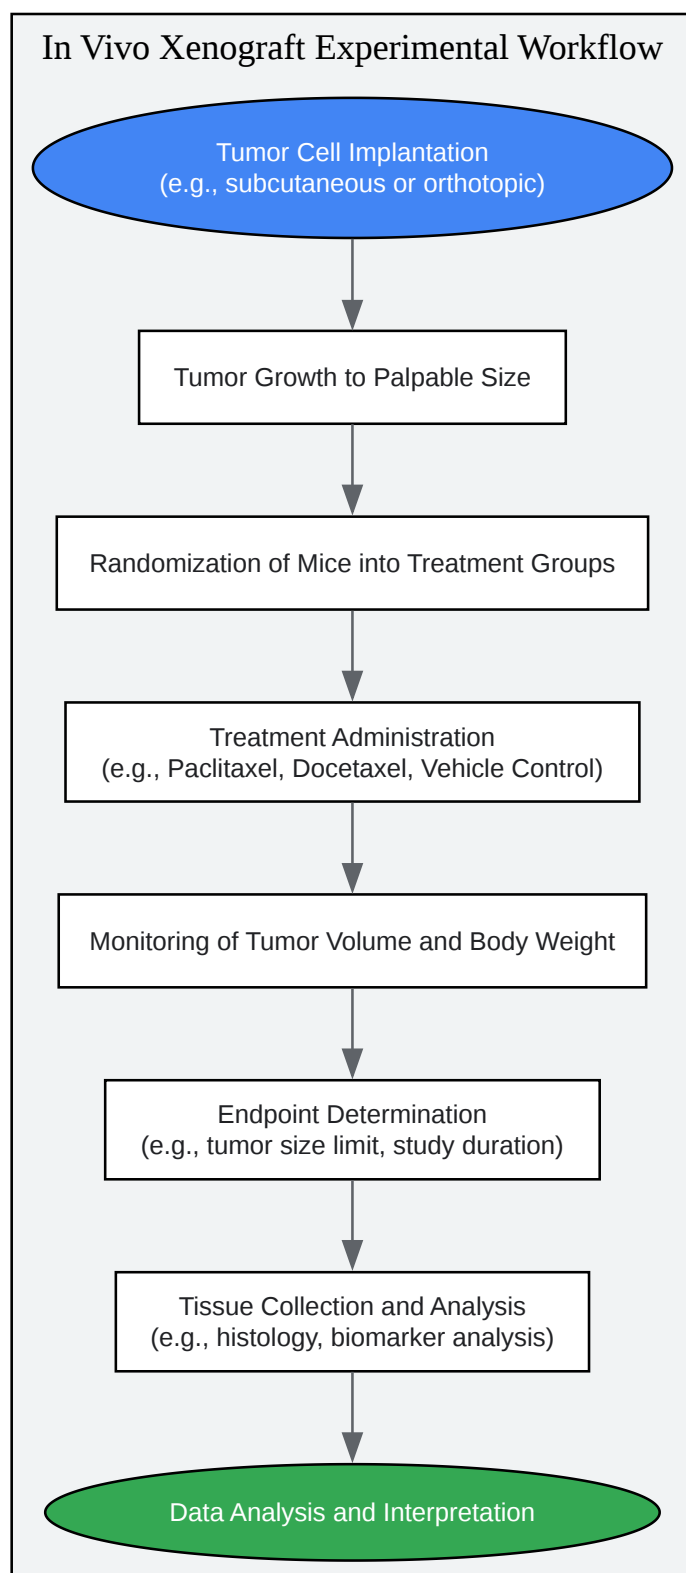 In Vivo Xenograft Experimental Workflow
Tumor Cell Implantation
(e.g., subcutaneous or orthotopic)
Tumor Growth to Palpable Size
Randomization of Mice into Treatment Groups
Treatment Administration
(e.g., Paclitaxel, Docetaxel, Vehicle Control)
Monitoring of Tumor Volume and Body Weight
Endpoint Determination
(e.g., tumor size limit, study duration)
Tissue Collection and Analysis
(e.g., histology, biomarker analysis)
Data Analysis and Interpretation